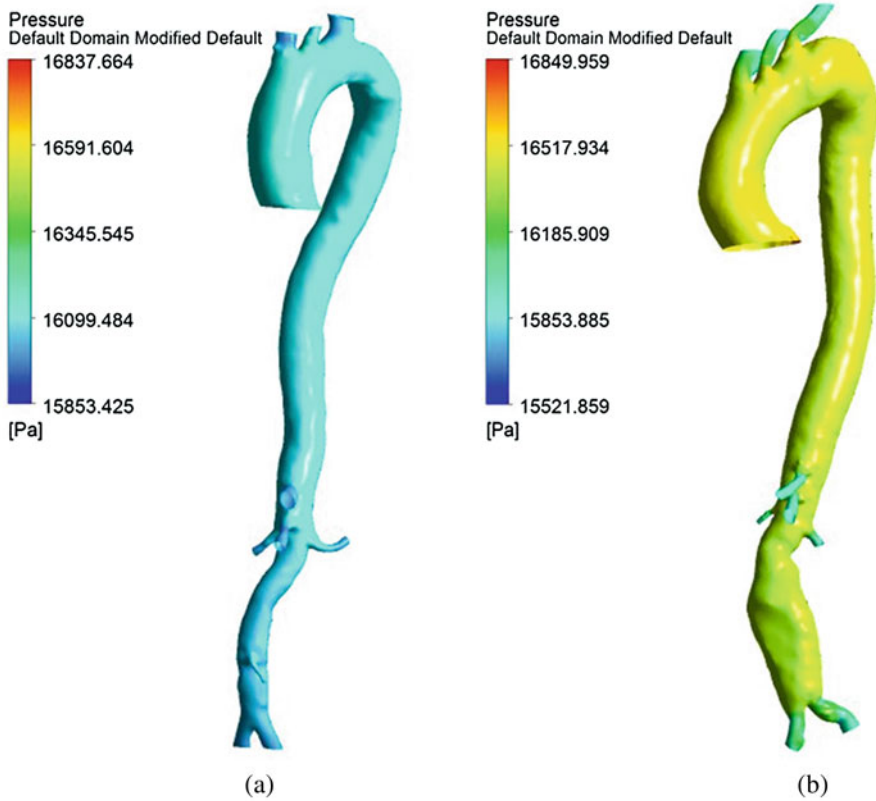 Pressure
Default Domain Modified Default
16837.664
16591.604
16345.545
16099.484
15853.425
[Pa]
(a)
Pressure
Default Domain Modified Default
16849.959
16517.934
16185.909
15853.885
15521.859
[Pa]
(b)